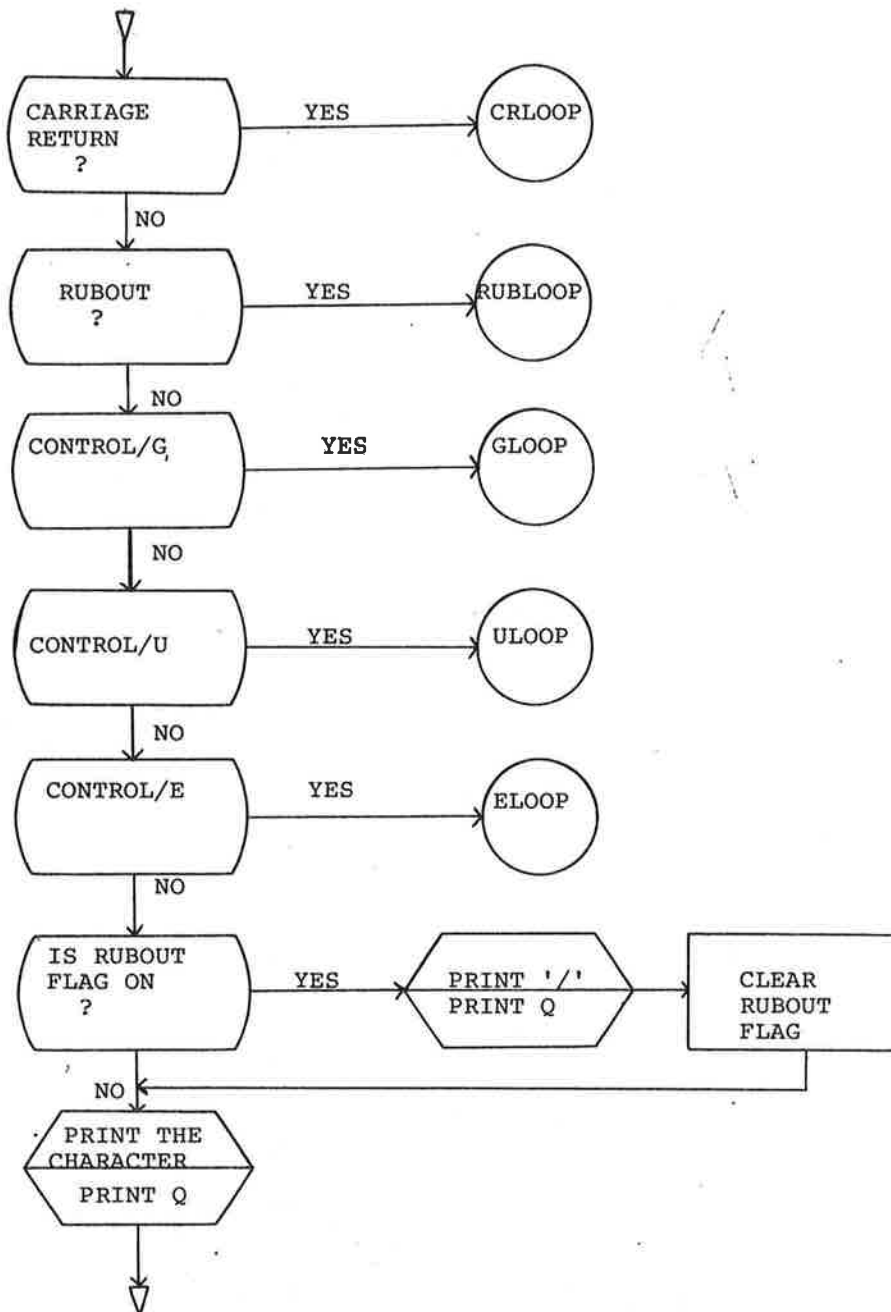 CARRIAGE
RETURN
?
YES
CRLOOP
NO
RUBOUT
?
YES
RUBLOOP
NO
CONTROL/G
YES
GLOOP
NO
CONTROL/U
YES
ULOOP
NO
CONTROL/E
YES
ELOOP
NO
IS RUBOUT
FLAG ON
?
YES
PRINT '/'
PRINT Q
CLEAR
RUBOUT
FLAG
NO
PRINT THE
CHARACTER
PRINT Q